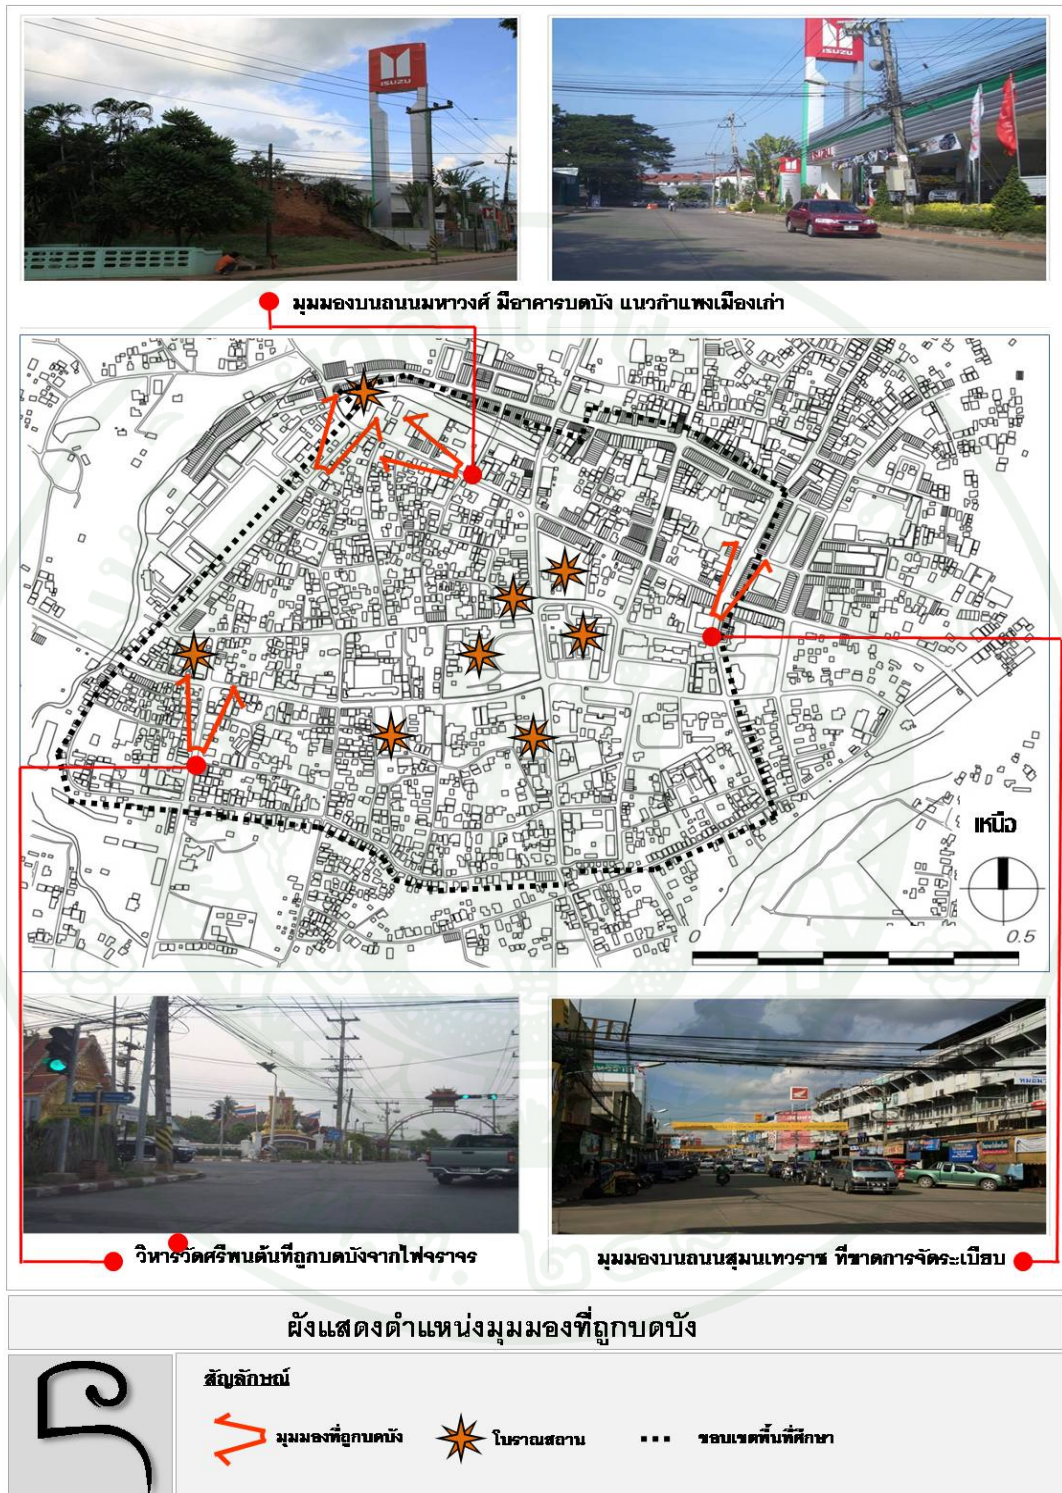 ISUZU
ISUZU
มุมมองบนถนนมหาวงศ์ มีอาคารบดบัง แนวกำแพงเมืองเก่า
เหนือ
0 0.5
วิหารวัดศรีพนต้นที่ถูกบดบังจากไฟจราจร
มุมมองบนถนนสุมนเทวราช ที่ขาดการจัดระเบียบ
ผังแสดงตำแหน่งมุมมองที่ถูกบดบัง
สัญลักษณ์
มุมมองที่ถูกบดบัง โบราณสถาน ขอบเขตพื้นที่ศึกษา